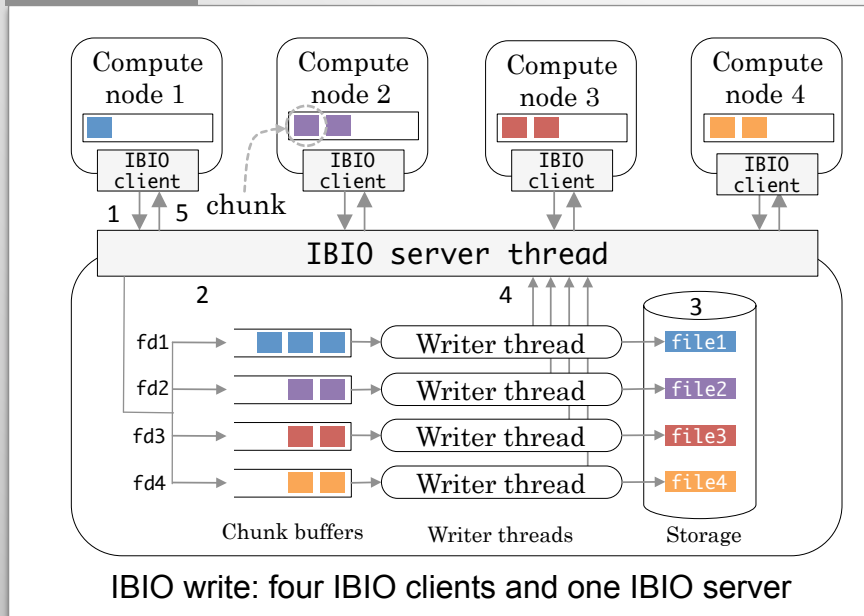 Compute
node 1
Compute
node 2
Compute
node 3
Compute
node 4
IBIO
client
IBIO
client
IBIO
client
IBIO
client
1
5
chunk
IBIO server thread
2
4
3
fd1
Writer thread
file1
fd2
Writer thread
file2
fd3
Writer thread
file3
fd4
Writer thread
file4
Chunk buffers
Writer threads
Storage
IBIO write: four IBIO clients and one IBIO server